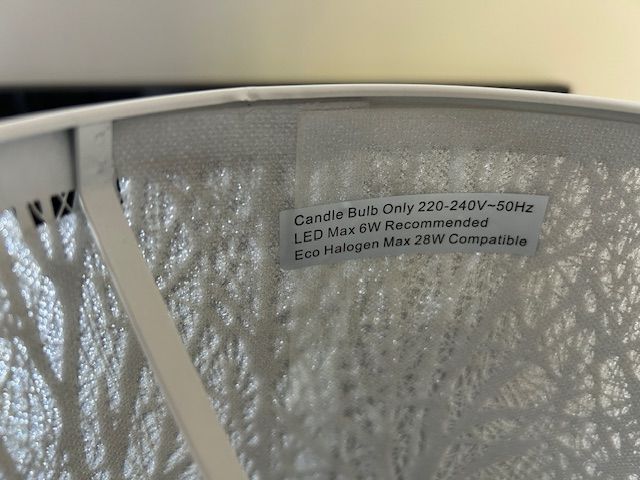 Candle Bulb Only 220-240V~50Hz
LED Max 6W Recommended
Eco Halogen Max 28W Compatible